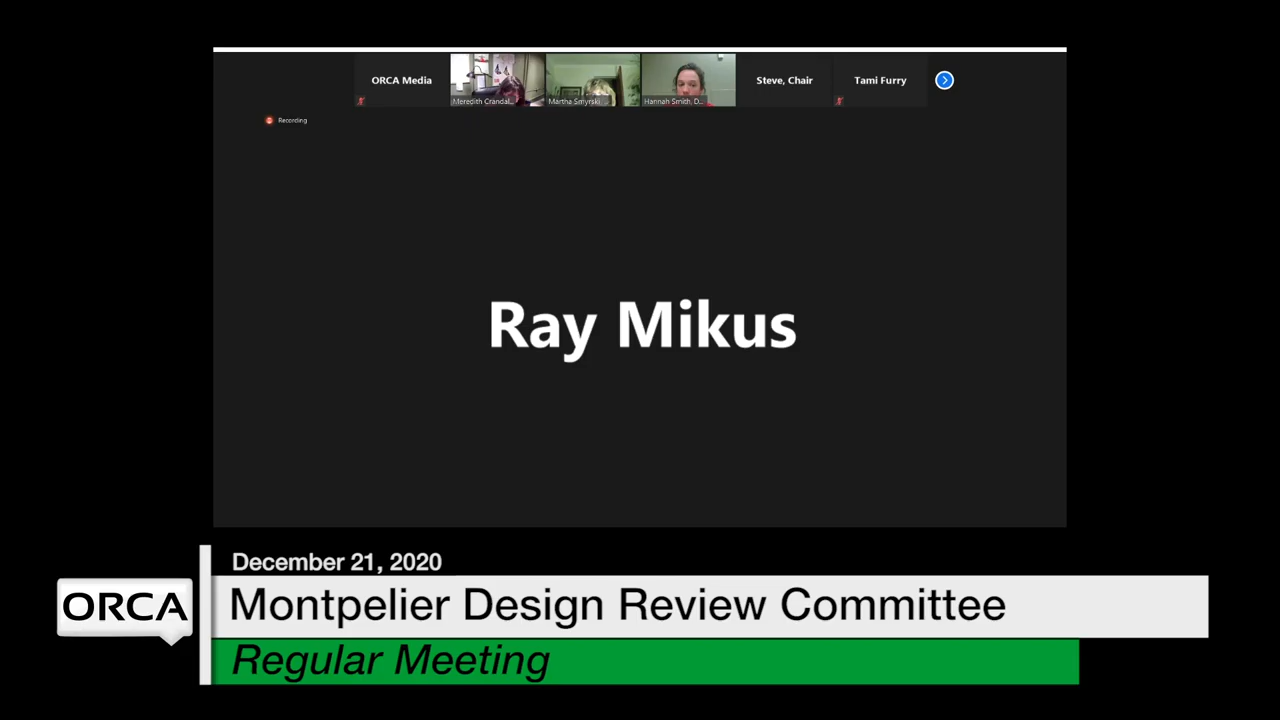 ORCA Media
Meredith Crandal...
Martha Smyrski
Hannah Smith, D...
Steve, Chair
Tami Furry
Recording
Ray Mikus
December 21, 2020
ORCA
Montpelier Design Review Committee
Regular Meeting